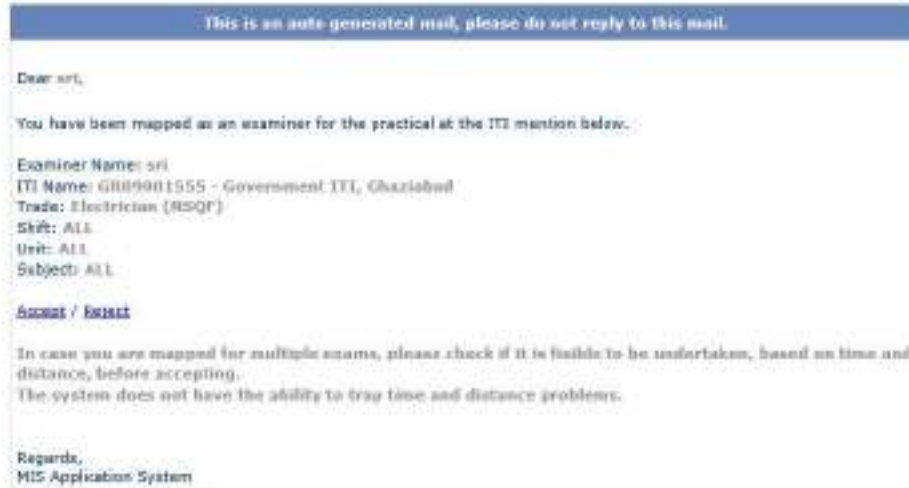 This is an auto generated mail, please do not reply to this mail.
Dear sri,
You have been mapped as an examiner for the practical at the ITI mention below.
Examiner Name: sri
ITI Name: GR09001555 - Government ITI, Ghaziabad
Trade: Electrician (NSQF)
Shift: ALL
Unit: ALL
Subject: ALL
Accept / Reject
In case you are mapped for multiple exams, please check if it is fisible to be undertaken, based on time and
distance, before accepting.
The system does not have the ability to trap time and distance problems.
Regards,
MIS Application System